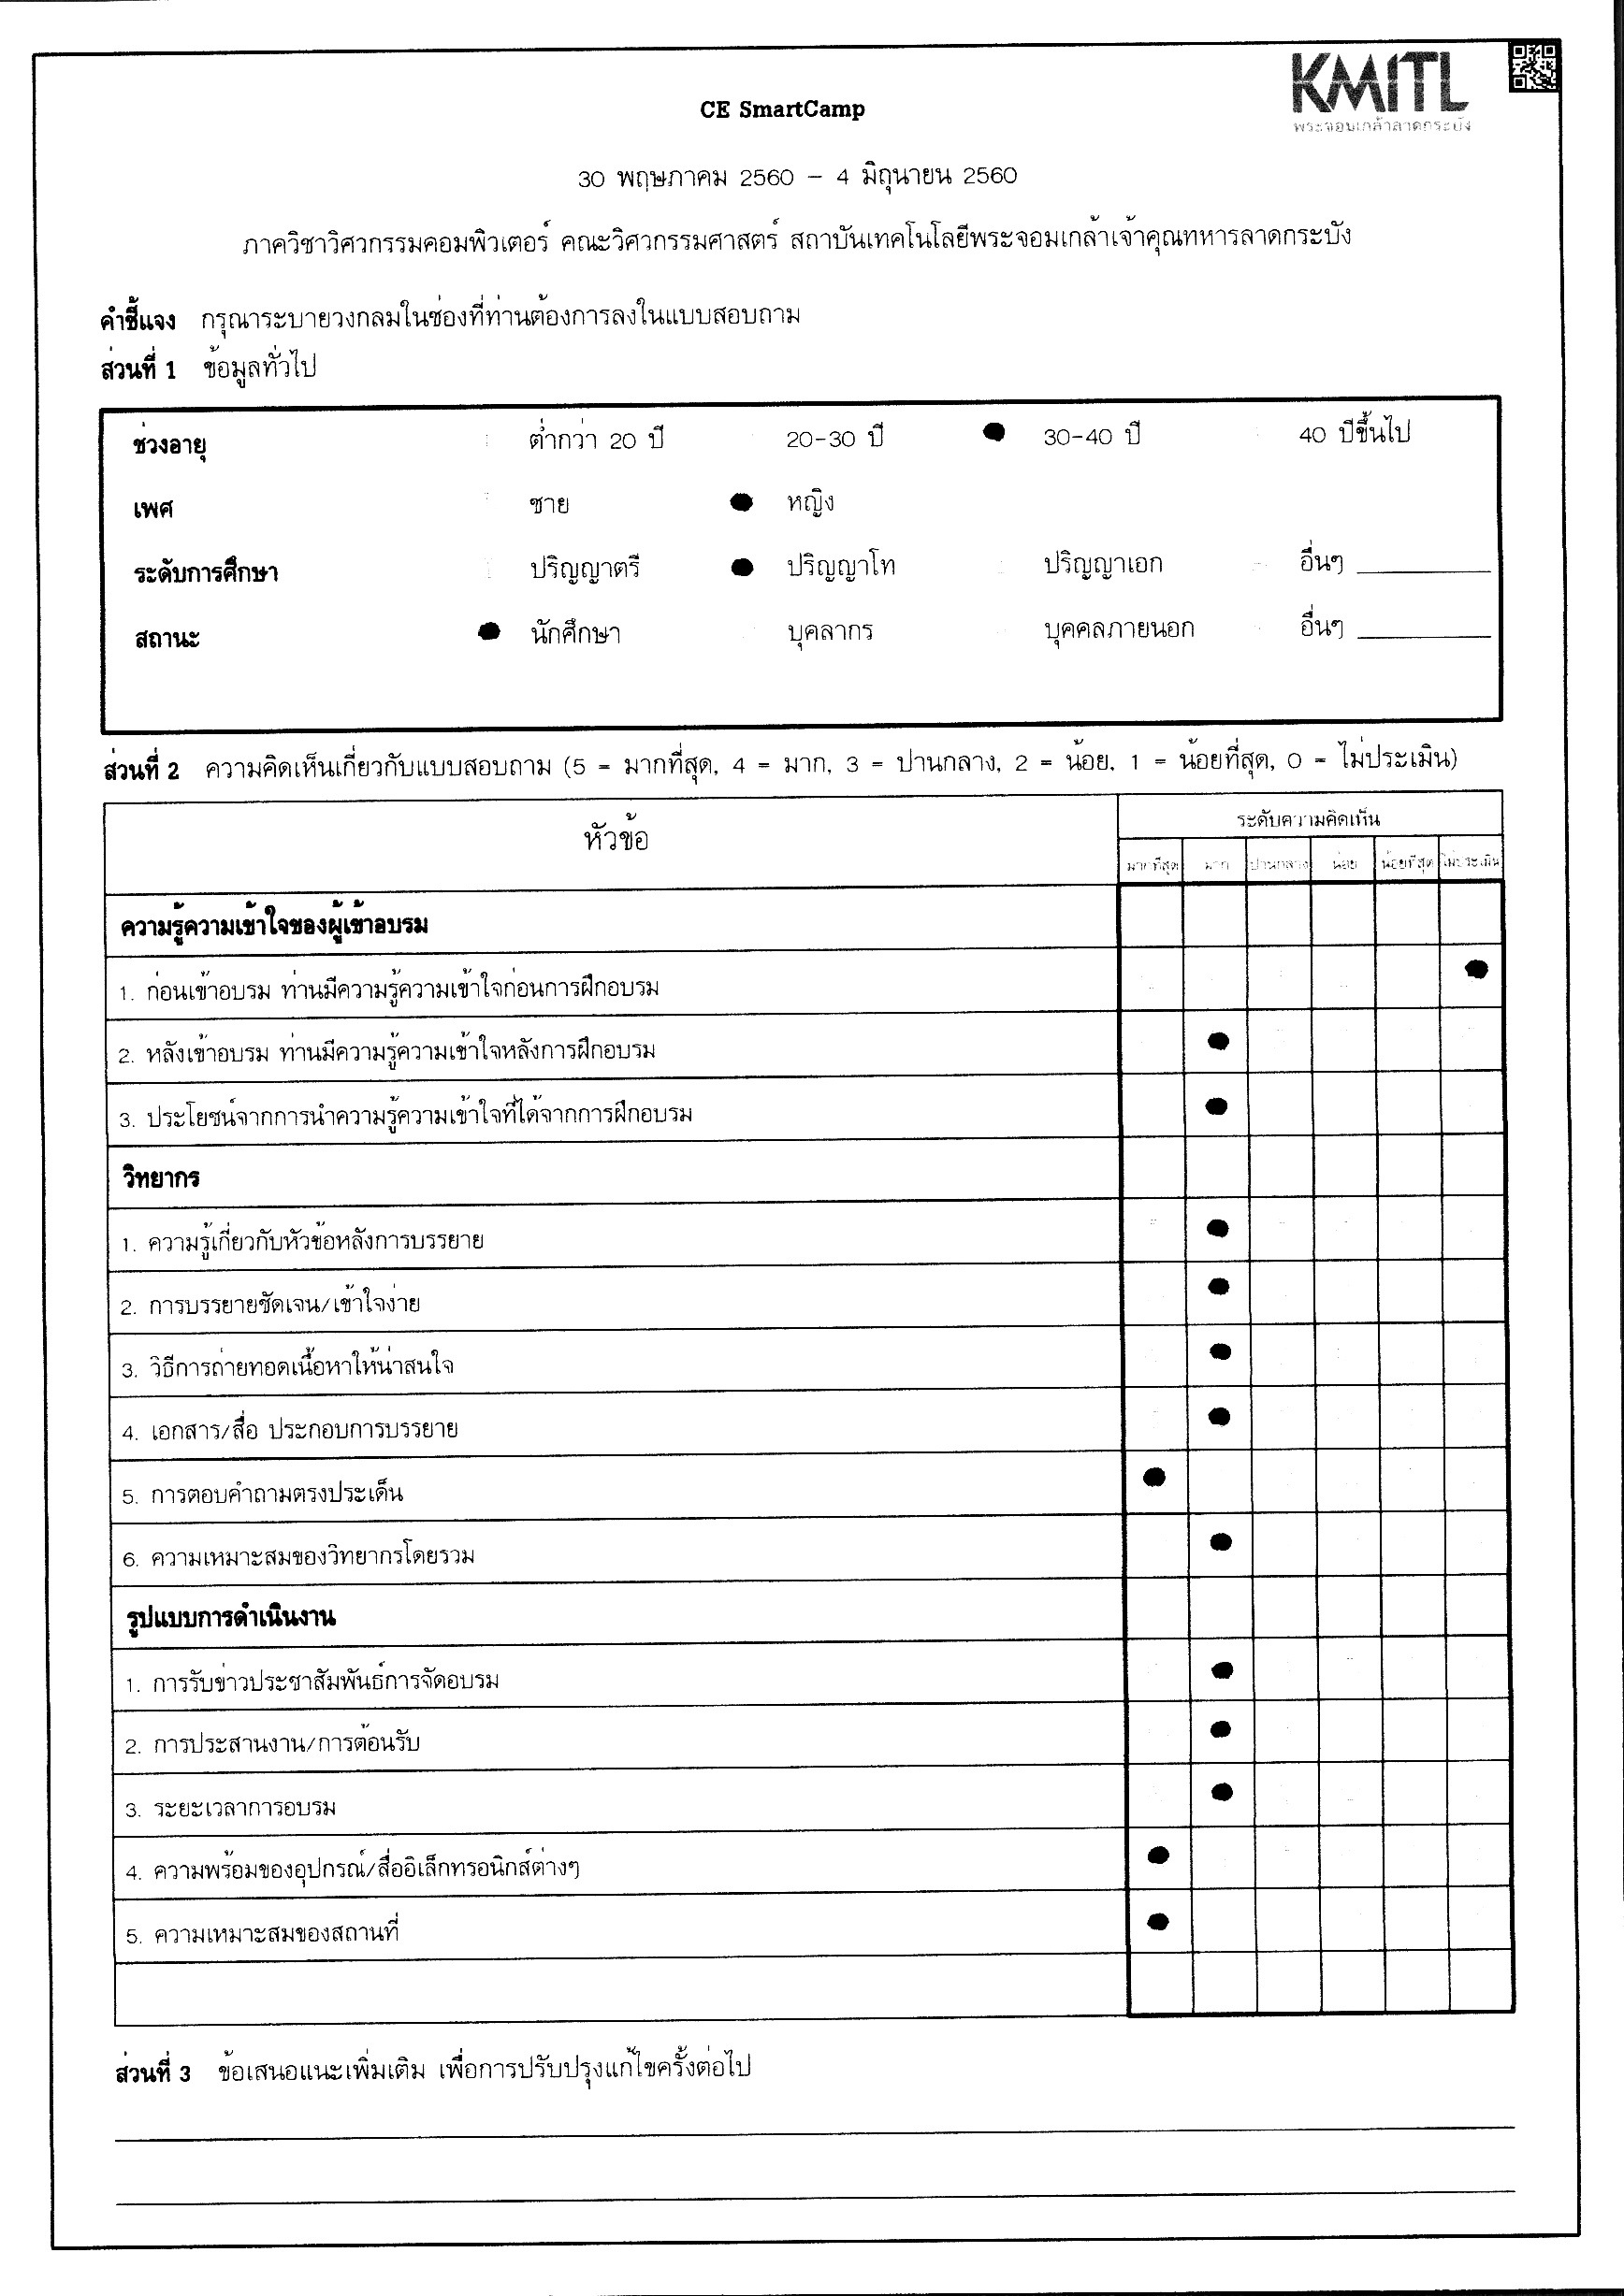 KMITL
พระจอมเกล้าลาดกระบัง
CE SmartCamp
30 พฤษภาคม 2560 - 4 มิถุนายน 2560
ภาควิชาวิศวกรรมคอมพิวเตอร์ คณะวิศวกรรมศาสตร์ สถาบันเทคโนโลยีพระจอมเกล้าเจ้าคุณทหารลาดกระบัง
คำชี้แจง กรุณาระบายวงกลมในช่องที่ท่านต้องการลงในแบบสอบถาม
ส่วนที่ 1 ข้อมูลทั่วไป
ช่วงอายุ ต่ำกว่า 20 ปี 20-30 ปี 30-40 ปี 40 ปีขึ้นไป
เพศ ชาย หญิง
ระดับการศึกษา ปริญญาตรี ปริญญาโท ปริญญาเอก อื่นๆ
สถานะ นักศึกษา บุคลากร บุคคลภายนอก อื่นๆ
ส่วนที่ 2 ความคิดเห็นเกี่ยวกับแบบสอบถาม (5 = มากที่สุด, 4 = มาก, 3 = ปานกลาง, 2 = น้อย, 1 = น้อยที่สุด, 0 = ไม่ประเมิน)
หัวข้อ ระดับความคิดเห็น
มากที่สุด มาก ปานกลาง น้อย น้อยที่สุด ไม่ประเมิน
ความรู้ความเข้าใจของผู้เข้าอบรม
1. ก่อนเข้าอบรม ท่านมีความรู้ความเข้าใจก่อนการฝึกอบรม
2. หลังเข้าอบรม ท่านมีความรู้ความเข้าใจหลังการฝึกอบรม
3. ประโยชน์จากการนำความรู้ความเข้าใจที่ได้จากการฝึกอบรม
วิทยากร
1. ความรู้เกี่ยวกับหัวข้อหลังการบรรยาย
2. การบรรยายชัดเจน/เข้าใจง่าย
3. วิธีการถ่ายทอดเนื้อหาให้น่าสนใจ
4. เอกสาร/สื่อ ประกอบการบรรยาย
5. การตอบคำถามตรงประเด็น
6. ความเหมาะสมของวิทยากรโดยรวม
รูปแบบการดำเนินงาน
1. การรับข่าวประชาสัมพันธ์การจัดอบรม
2. การประสานงาน/การต้อนรับ
3. ระยะเวลาการอบรม
4. ความพร้อมของอุปกรณ์/สื่ออิเล็กทรอนิกส์ต่างๆ
5. ความเหมาะสมของสถานที่
ส่วนที่ 3 ข้อเสนอแนะเพิ่มเติม เพื่อการปรับปรุงแก้ไขครั้งต่อไป